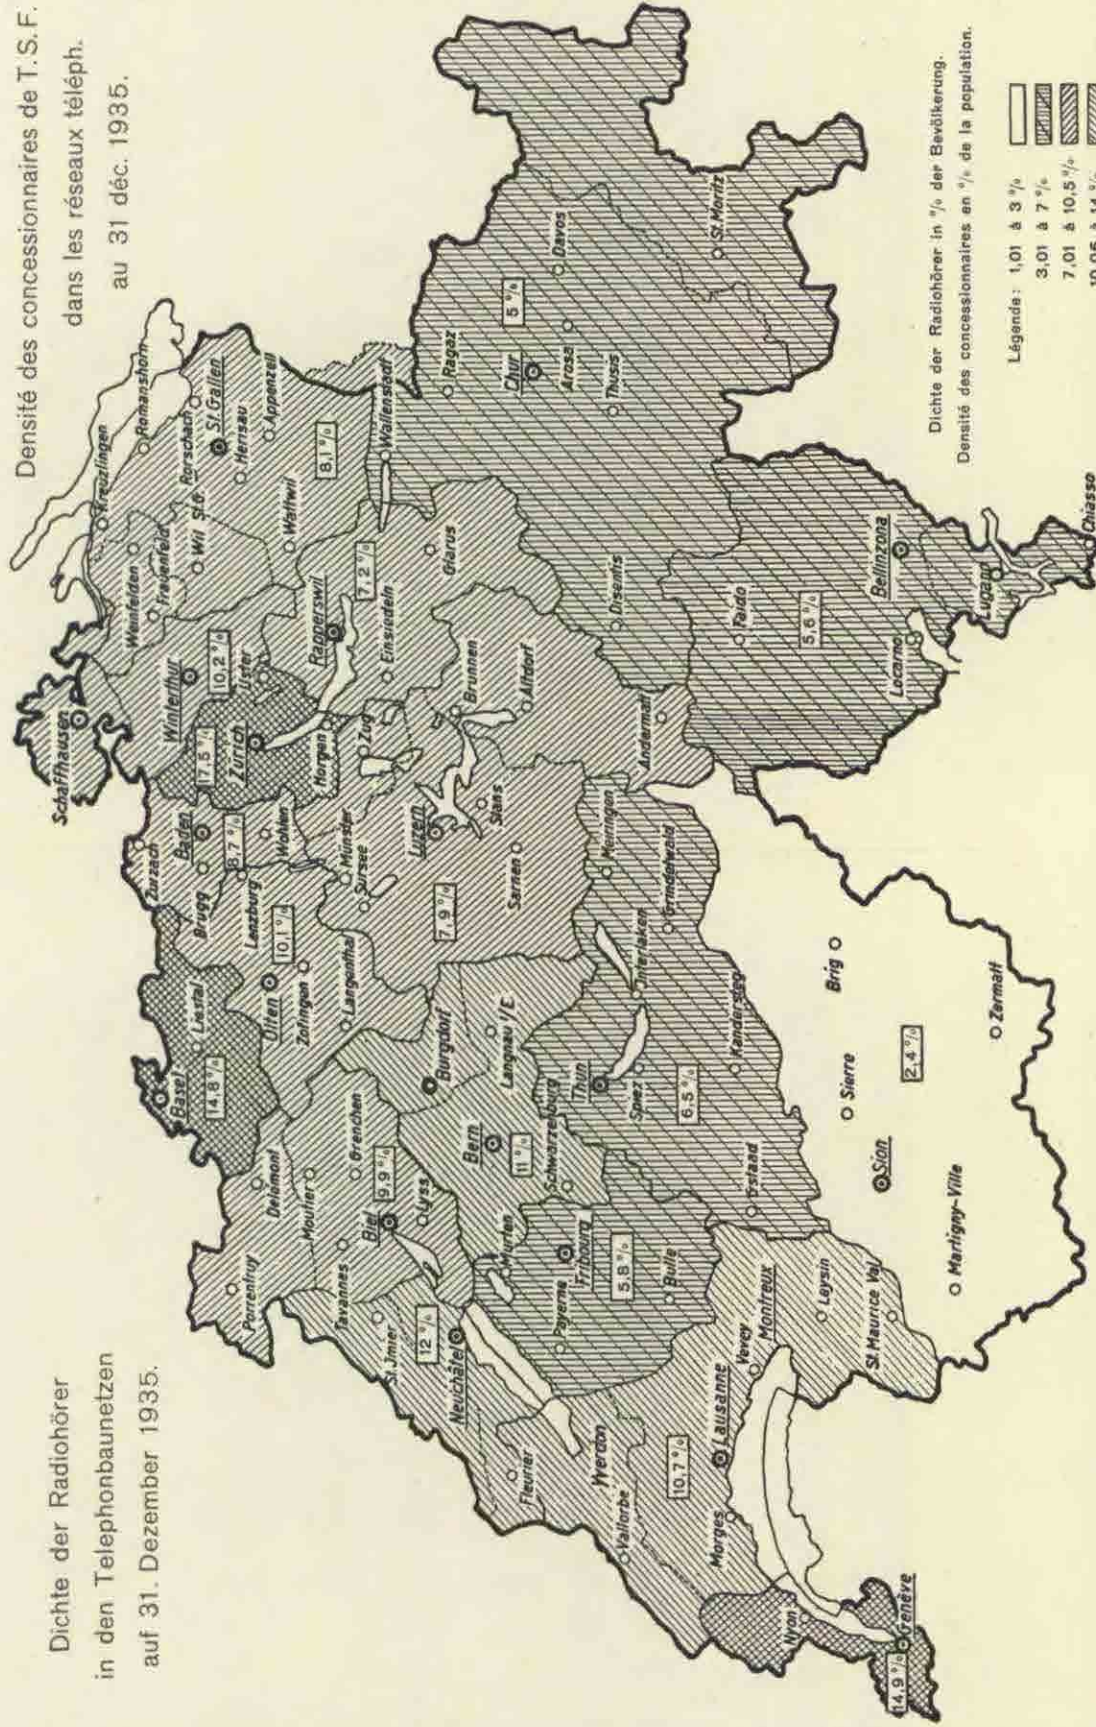 Dichte der Radiohörer
in den Telephonbaunetzen
auf 31. Dezember 1935.
Densité des concessionnaires de T.S.F.
dans les réseaux téléph.
au 31 déc. 1935.
Schaffhausen
Kreuzlingen
Romanshorn
Weinfelden
Frauenfeld
Rorschach
St. Gallen
Wil St.G.
Herisau
Appenzell
Wattwil
8,1 %
Wallenstadt
Winterthur
10,2 %
Uster
Zürich
17,5 %
Horgen
Rapperswil
7,2 %
Einsiedeln
Glarus
Zurzach
Baden
Brugg
8,7 %
Wohlen
Lenzburg
10,1 %
Olten
Zofingen
Langenthal
Münster
Sursee
Zug
Luzern
Stans
Sarnen
7,9 %
Brunnen
Altdorf
Andermatt
Basel
Liestal
14,8 %
Porrentruy
Delémont
Moutier
Tavannes
Grenchen
9,9 %
Biel
Lyss
St. Jmier
12 %
Neuchâtel
Fleurier
Burgdorf
Langnau i/E.
Bern
11 %
Schwarzenburg
Murten
Payerne
Fribourg
5,8 %
Bulle
Thun
Spiez
6,5 %
Interlaken
Meiringen
Grindelwald
Kandersteg
Gstaad
Yverdon
Vallorbe
10,7 %
Lausanne
Morges
Vevey
Montreux
Leysin
St. Maurice Val.
Nyon
Genève
14,9 %
Martigny-Ville
Sion
Sierre
2,4 %
Brig
Zermatt
Ragaz
Chur
5 %
Arosa
Davos
Thusis
St. Moritz
Disentis
Faido
5,6 %
Bellinzona
Locarno
Lugano
Chiasso
Dichte der Radiohörer in % der Bevölkerung.
Densité des concessionnaires en % de la population.
Légende: 1,01 à 3 %
3,01 à 7 %
7,01 à 10,5 %